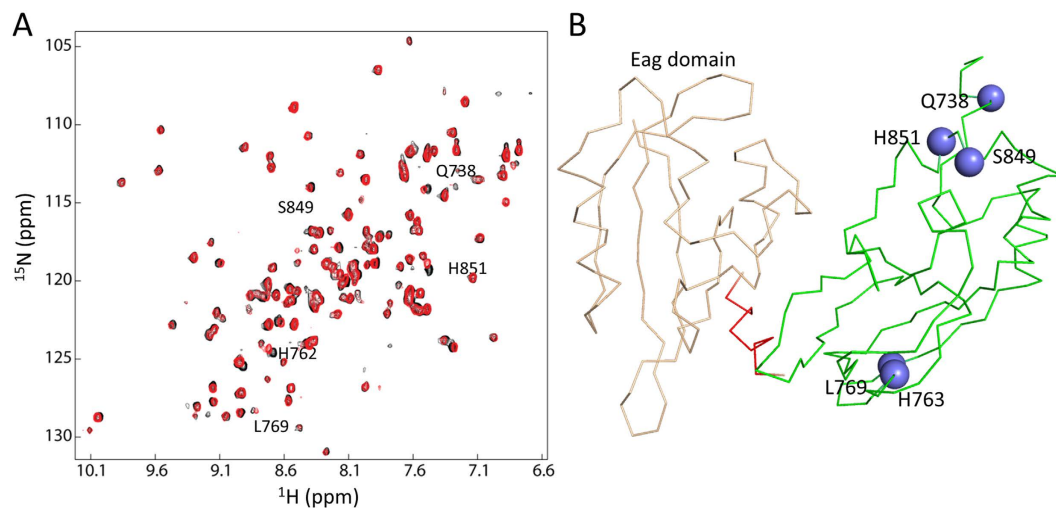 A
105
110
115
120
125
130
15N (ppm)
10.1 9.6 9.1 8.6 8.1 7.6 7.1 6.6
1H (ppm)
Q738
S849
H851
H762
L769
B
Eag domain
Q738
H851
S849
L769
H763